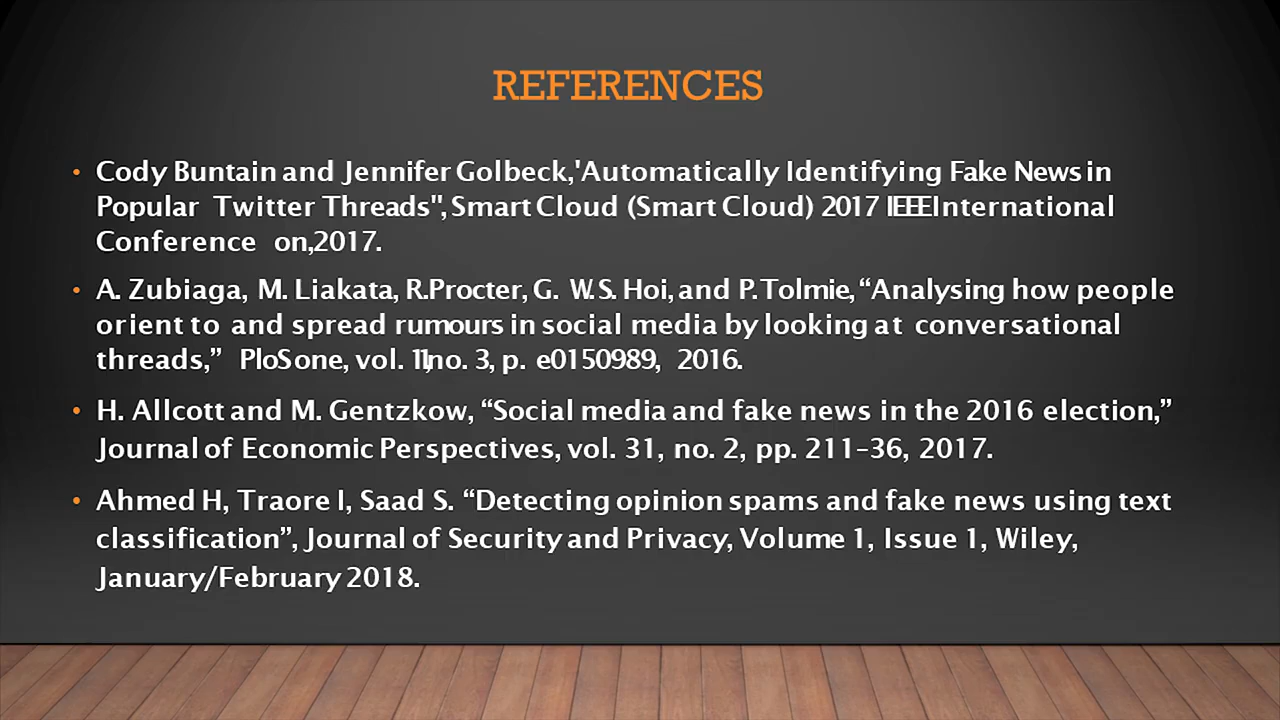 REFERENCES
• Cody Buntain and Jennifer Golbeck,'Automatically Identifying Fake News in
Popular Twitter Threads", Smart Cloud (Smart Cloud) 2017 IEEE International
Conference on,2017.
• A. Zubiaga, M. Liakata, R.Procter, G. W.S. Hoi, and P. Tolmie, “Analysing how people
orient to and spread rumours in social media by looking at conversational
threads,” PloSone, vol. 11,no. 3, p. e0150989, 2016.
• H. Allcott and M. Gentzkow, “Social media and fake news in the 2016 election,”
Journal of Economic Perspectives, vol. 31, no. 2, pp. 211–36, 2017.
• Ahmed H, Traore I, Saad S. “Detecting opinion spams and fake news using text
classification”, Journal of Security and Privacy, Volume 1, Issue 1, Wiley,
January/February 2018.